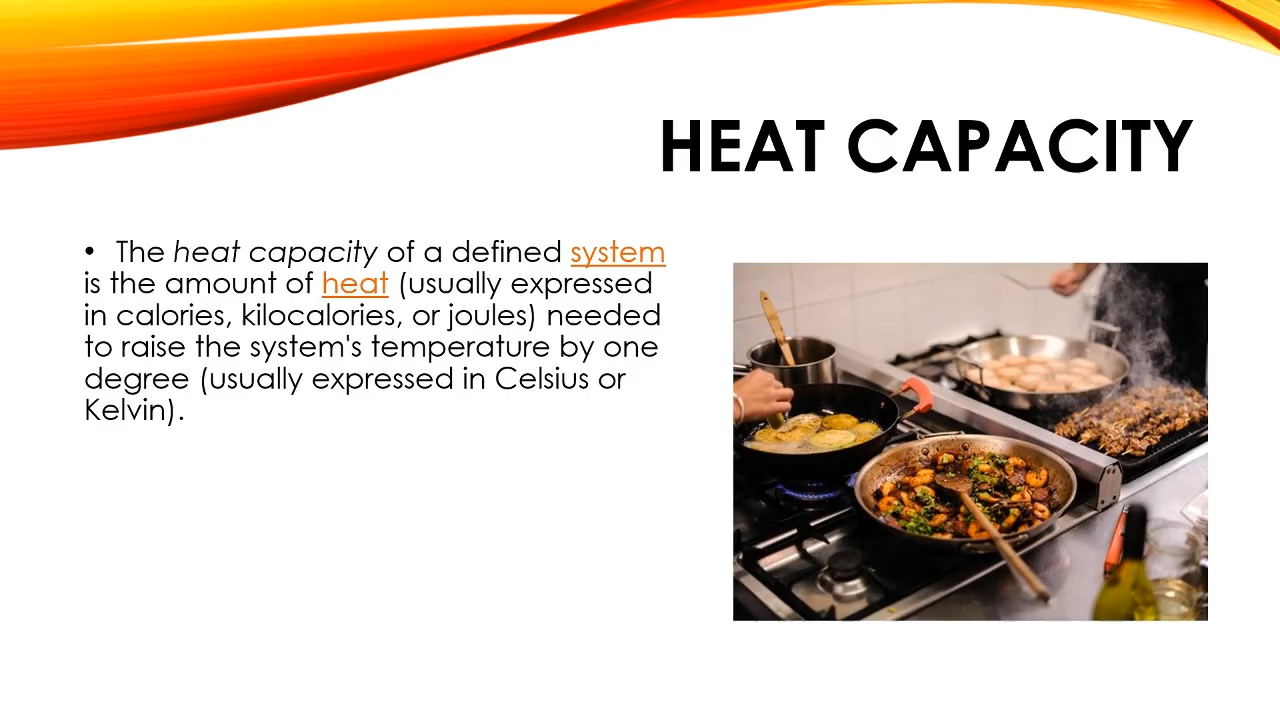 HEAT CAPACITY
• The heat capacity of a defined system
is the amount of heat (usually expressed
in calories, kilocalories, or joules) needed
to raise the system's temperature by one
degree (usually expressed in Celsius or
Kelvin).